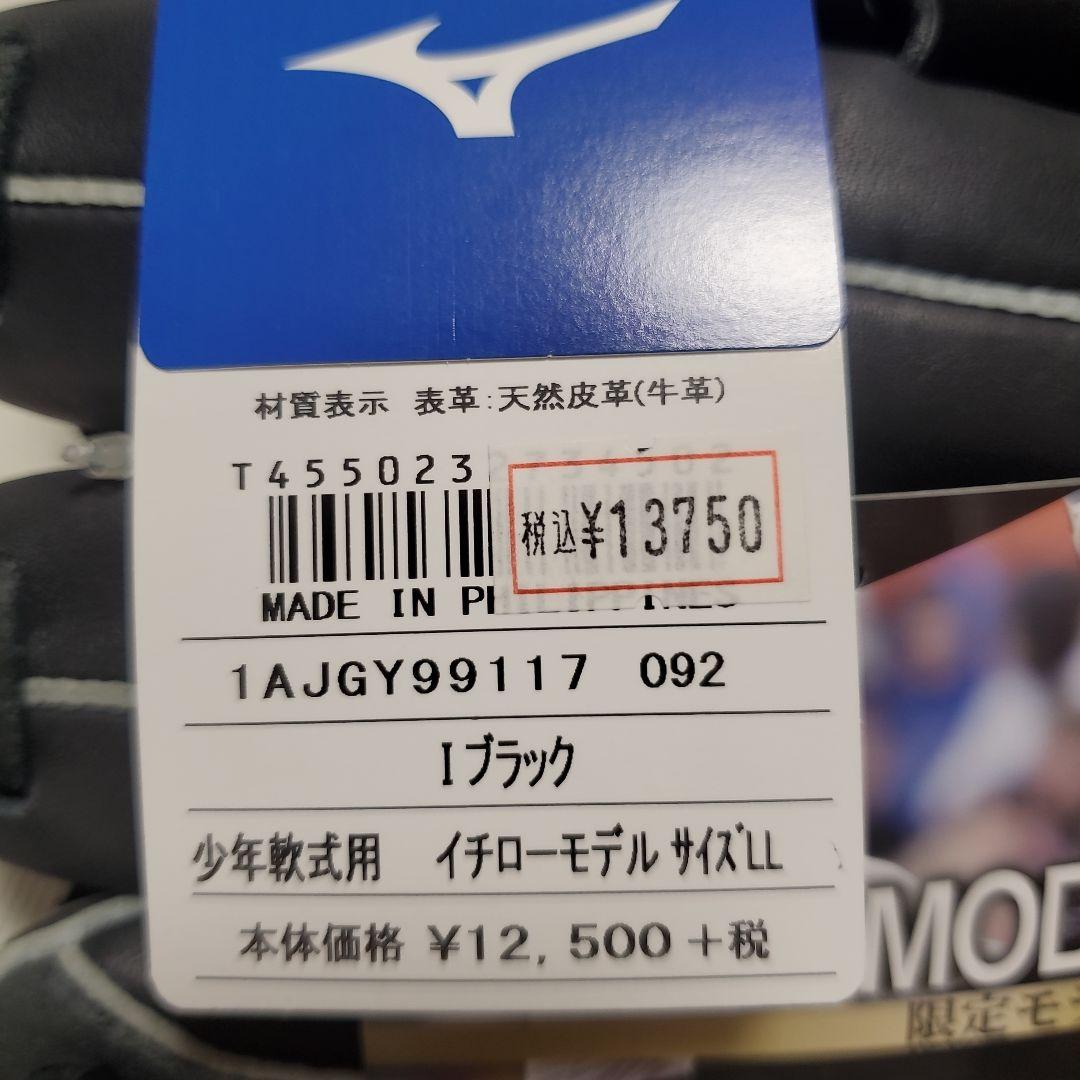 材質表示 表革:天然皮革(牛革)
T455023
税込¥13750
MADE IN PHILIPPINES
1AJGY99117 092
Iブラック
少年軟式用 イチローモデル サイズLL
本体価格 ¥12,500+税
MOD
限定モ